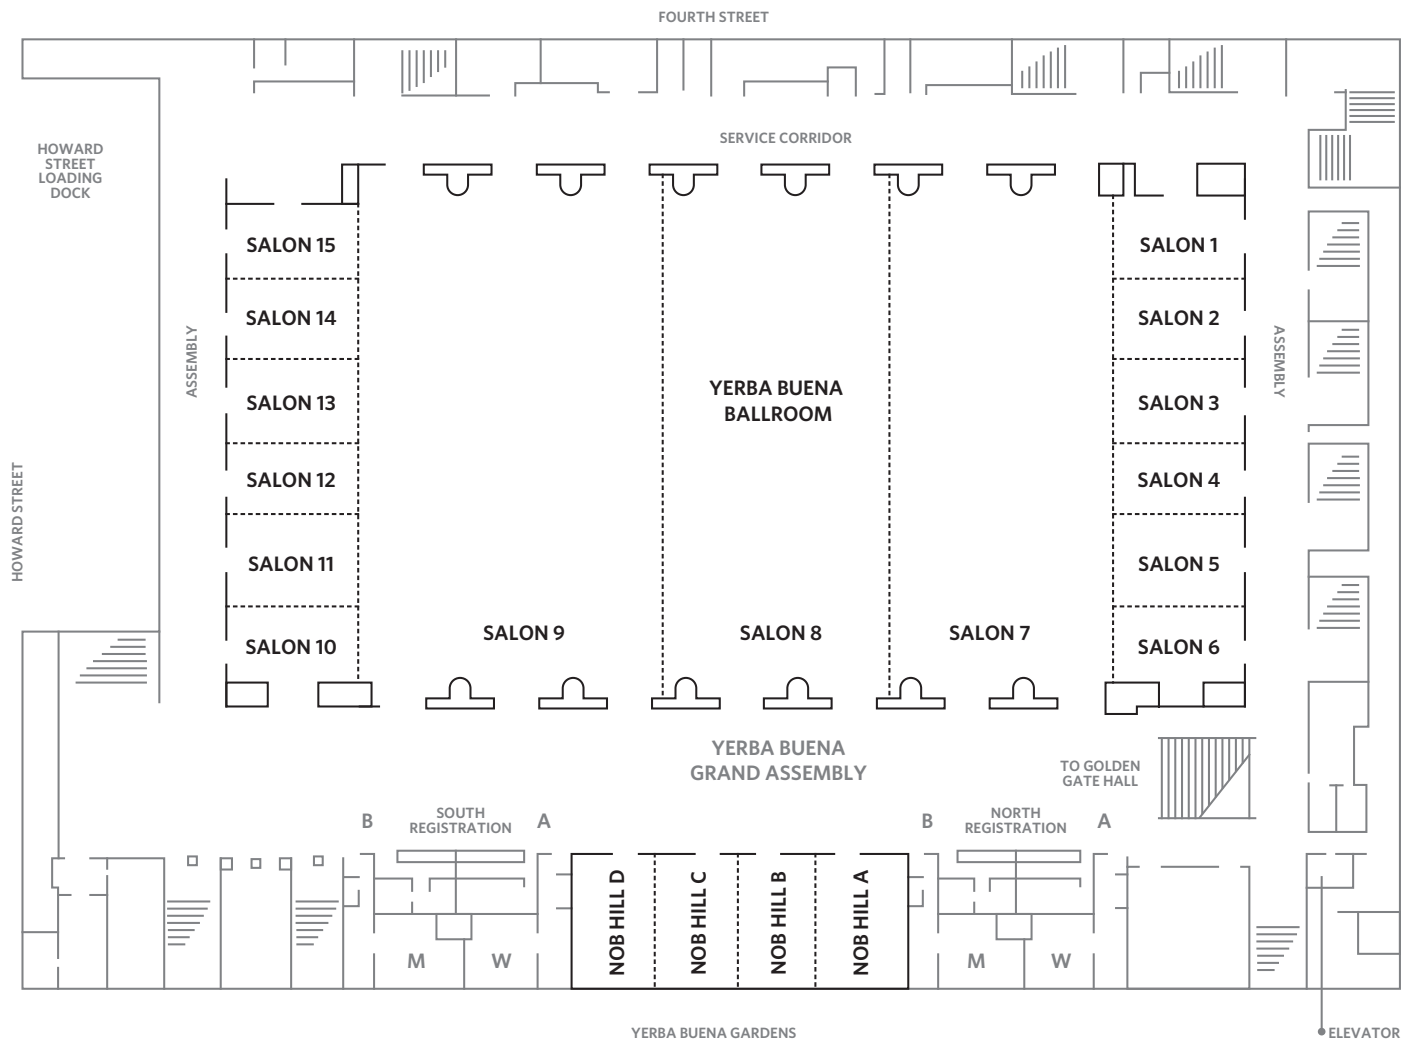 FOURTH STREET
SERVICE CORRIDOR
HOWARD
STREET
LOADING
DOCK
SALON 15
SALON 1
SALON 14
SALON 2
ASSEMBLY
ASSEMBLY
YERBA BUENA
BALLROOM
SALON 13
SALON 3
SALON 12
SALON 4
HOWARD STREET
SALON 11
SALON 5
SALON 10
SALON 9
SALON 8
SALON 7
SALON 6
YERBA BUENA
GRAND ASSEMBLY
TO GOLDEN
GATE HALL
B
SOUTH
REGISTRATION
A
B
NORTH
REGISTRATION
A
NOB HILL D
NOB HILL C
NOB HILL B
NOB HILL A
M
W
M
W
YERBA BUENA GARDENS
ELEVATOR